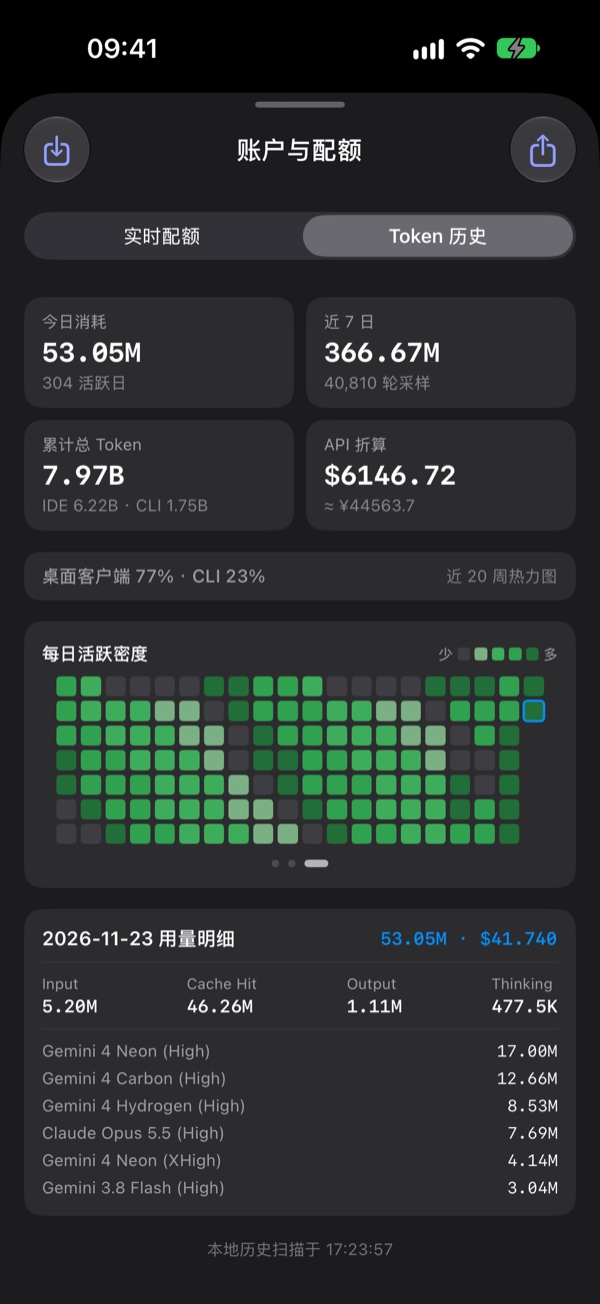 09:41
账户与配额
实时配额 Token 历史
今日消耗 近 7 日
53.05M 366.67M
304 活跃日 40,810 轮采样
累计总 Token API 折算
7.97B $6146.72
IDE 6.22B · CLI 1.75B ≈ ¥44563.7
桌面客户端 77% · CLI 23% 近 20 周热力图
每日活跃密度 少 多
2026-11-23 用量明细 53.05M · $41.740
Input Cache Hit Output Thinking
5.20M 46.26M 1.11M 477.5K
Gemini 4 Neon (High) 17.00M
Gemini 4 Carbon (High) 12.66M
Gemini 4 Hydrogen (High) 8.53M
Claude Opus 5.5 (High) 7.69M
Gemini 4 Neon (XHigh) 4.14M
Gemini 3.8 Flash (High) 3.04M
本地历史扫描于 17:23:57